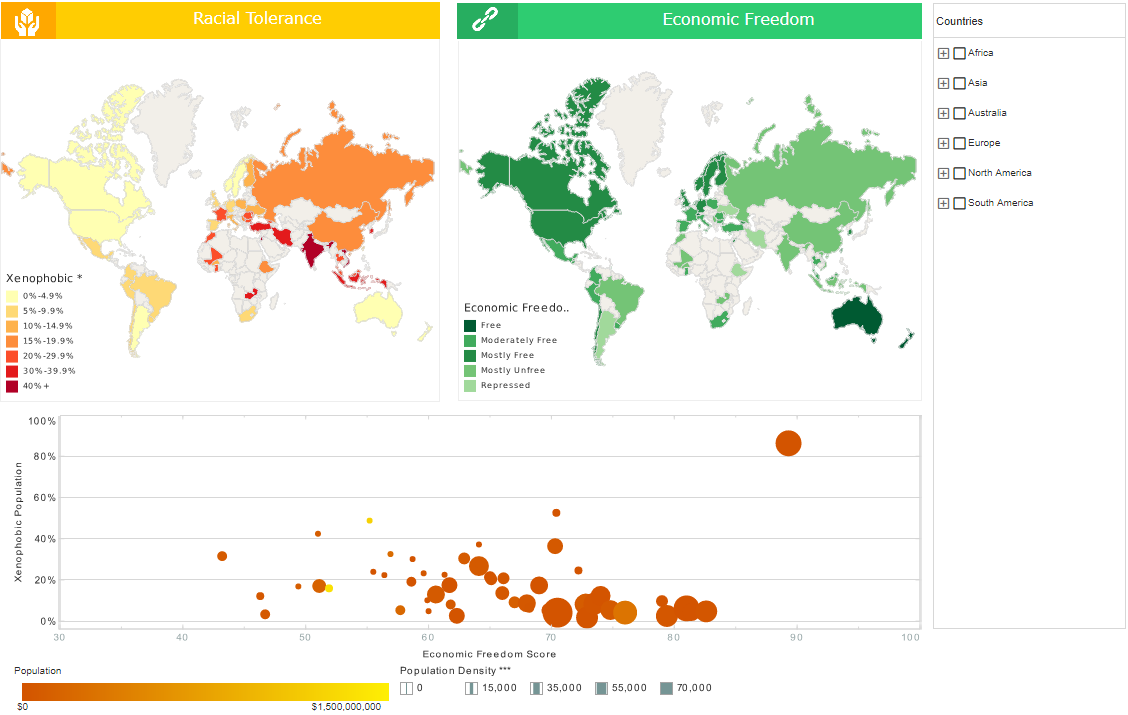 Racial Tolerance
Economic Freedom
Countries
Africa
Asia
Australia
Europe
North America
South America
Xenophobic *
0%-4.9%
5%-9.9%
10%-14.9%
15%-19.9%
20%-29.9%
30%-39.9%
40%+
Economic Freedo..
Free
Moderately Free
Mostly Free
Mostly Unfree
Repressed
Xenophobic Population
100%
80%
60%
40%
20%
0%
30 40 50 60 70 80 90 100
Economic Freedom Score
Population
$0 $1,500,000,000
Population Density ***
0 15,000 35,000 55,000 70,000